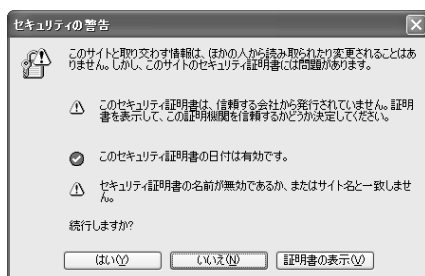 セキュリティの警告
このサイトと取り交わす情報は、ほかの人から読み取られたり変更されることはあ
りません。しかし、このサイトのセキュリティ証明書には問題があります。
このセキュリティ証明書は、信頼する会社から発行されていません。証明
書を表示して、この証明機関を信頼するかどうか決定してください。
このセキュリティ証明書の日付は有効です。
セキュリティ証明書の名前が無効であるか、またはサイト名と一致しませ
ん。
続行しますか?
はい(Y) いいえ(N) 証明書の表示(V)